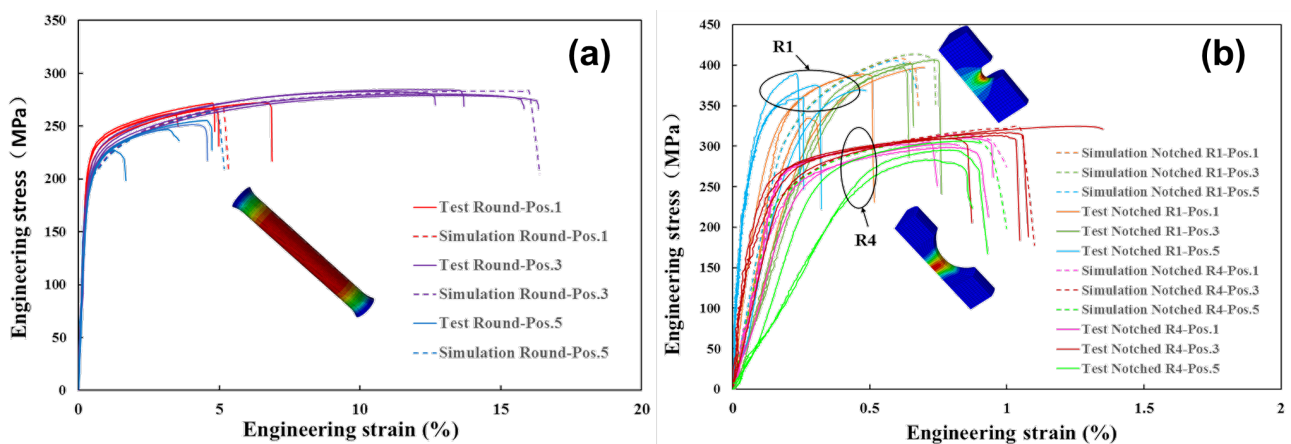 (a)
Engineering stress（MPa）
350
300
250
200
150
100
50
0
0
5
10
15
20
Engineering strain (%)
Test Round-Pos.1
Simulation Round-Pos.1
Test Round-Pos.3
Simulation Round-Pos.3
Test Round-Pos.5
Simulation Round-Pos.5
(b)
Engineering stress（MPa）
450
400
350
300
250
200
150
100
50
0
0
0.5
1
1.5
2
Engineering strain (%)
R1
R4
Simulation Notched R1-Pos.1
Simulation Notched R1-Pos.3
Simulation Notched R1-Pos.5
Test Notched R1-Pos.1
Test Notched R1-Pos.3
Test Notched R1-Pos.5
Simulation Notched R4-Pos.1
Simulation Notched R4-Pos.3
Simulation Notched R4-Pos.5
Test Notched R4-Pos.1
Test Notched R4-Pos.3
Test Notched R4-Pos.5